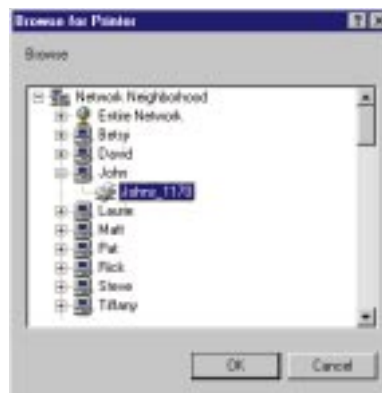 Browse for Printer
Browse
Network Neighborhood
Entire Network
Betsy
David
John
Johns_1170
Laurie
Matt
Pat
Rick
Steve
Tiffany
OK
Cancel